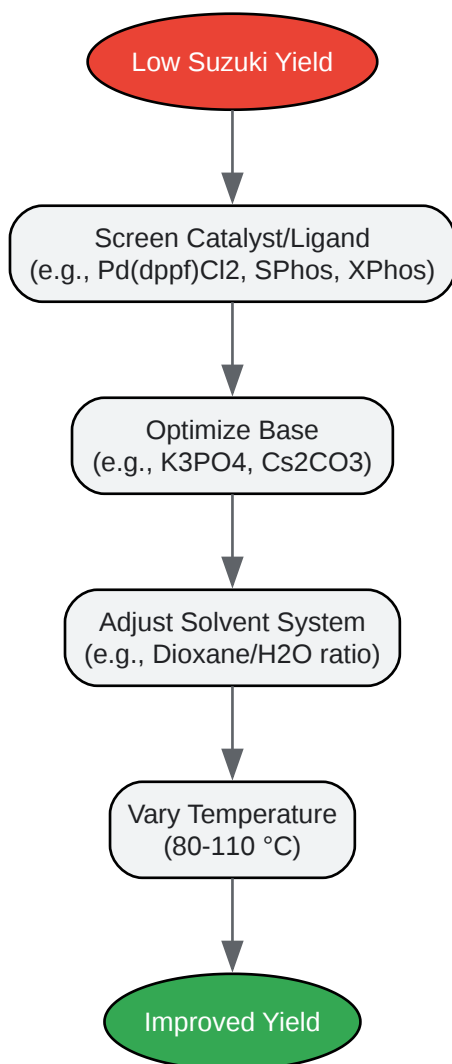 Low Suzuki Yield
Screen Catalyst/Ligand
(e.g., Pd(dppf)Cl2, SPhos, XPhos)
Optimize Base
(e.g., K3PO4, Cs2CO3)
Adjust Solvent System
(e.g., Dioxane/H2O ratio)
Vary Temperature
(80-110 °C)
Improved Yield